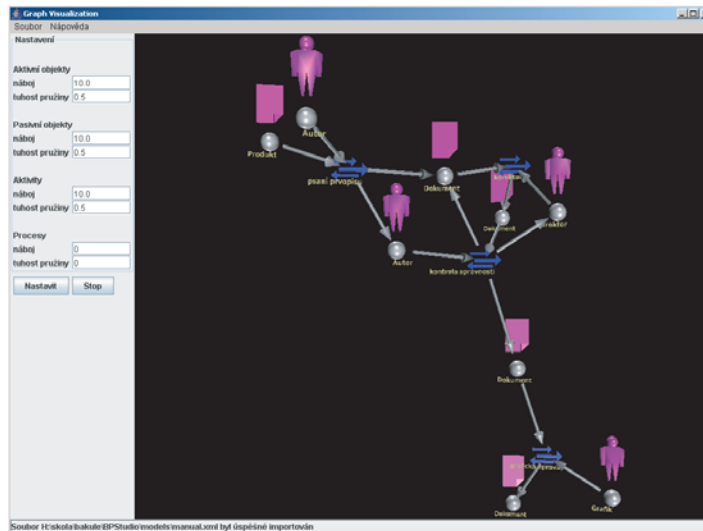 Graph Visualization
Soubor Nápověda
Nastavení
Aktivní objekty
náboj 10.0
tuhost pružiny 0.5
Pasivní objekty
náboj 10.0
tuhost pružiny 0.5
Aktivity
náboj 10.0
tuhost pružiny 0.5
Procesy
náboj 0
tuhost pružiny 0
Nastavit Stop
Autor
Produkt
psaní prvopisu
Dokument
Dokument
Autor
kontrola správnosti
Dokument
Dokument
Grafik
Soubor H:\skola\bakule\BPStudio\models\manual.xml byl úspěšně importován